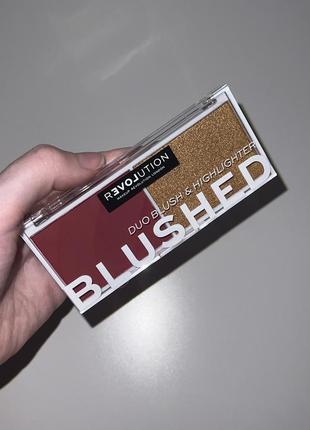 REVOLUTION
MAKEUP REVOLUTION LONDON
DUO BLUSH & HIGHLIGHTER
BLUSHED